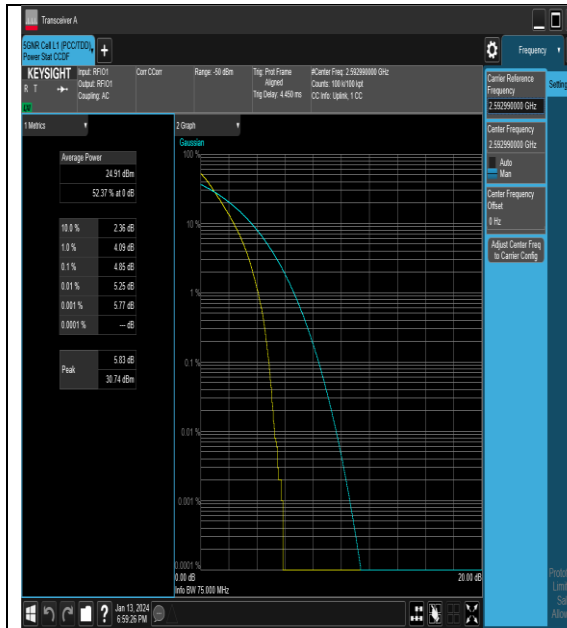 Transceiver A
5GNR Cell L1 (PCC/TDD)
Power Stat CCDF
+
Frequency
KEYSIGHT
R T
Input: RFIO1
Output: RFIO1
Coupling: AC
Corr CCorr
Range: -50 dBm
Trig: Prot Frame
Aligned
Trig Delay: 4.450 ms
#Center Freq: 2.592990000 GHz
Counts: 100 k/100 kpt
CC Info: Uplink, 1 CC
1 Metrics
Average Power
24.91 dBm
52.37 % at 0 dB
10.0 % 2.36 dB
1.0 % 4.09 dB
0.1 % 4.85 dB
0.01 % 5.25 dB
0.001 % 5.77 dB
0.0001 % --- dB
Peak
5.83 dB
30.74 dBm
2 Graph
Gaussian
100 %
10 %
1 %
0.1 %
0.01 %
0.001 %
0.0001 %
0.00 dB
20.00 dB
Info BW 75.000 MHz
Carrier Reference
Frequency
2.592990000 GHz
Center Frequency
2.592990000 GHz
Auto
Man
Center Frequency
Offset
0 Hz
Adjust Center Freq
to Carrier Config
Setting
Jan 13, 2024
6:59:26 PM
?